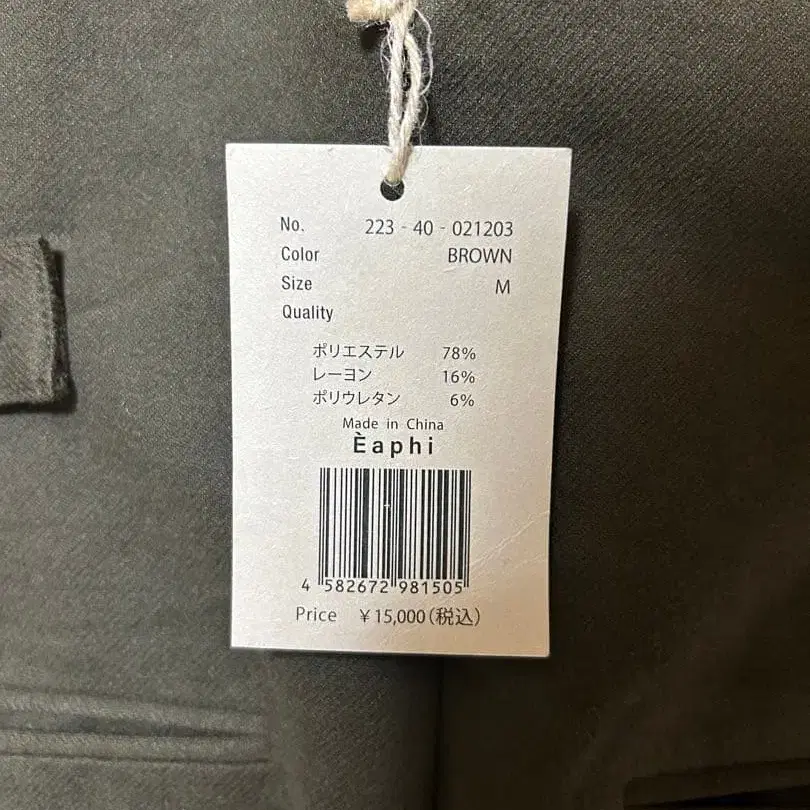 No. 223 - 40 - 021203
Color BROWN
Size M
Quality
ポリエステル 78%
レーヨン 16%
ポリウレタン 6%
Made in China
Èaphi
4 582672 981505
Price ￥15,000(税込)